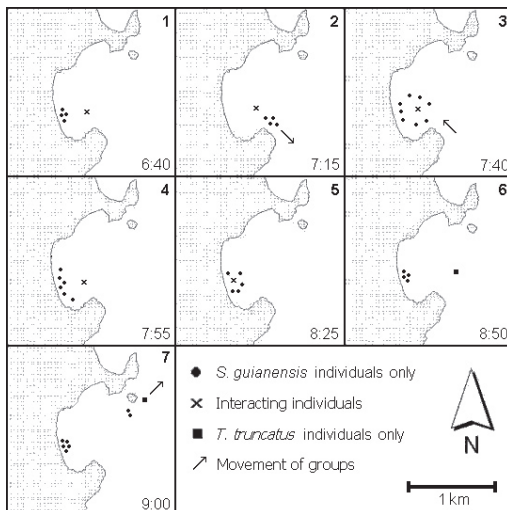 1
6:40
2
7:15
3
7:40
4
7:55
5
8:25
6
8:50
7
9:00
S. guianensis individuals only
Interacting individuals
T. truncatus individuals only
Movement of groups
N
1 km